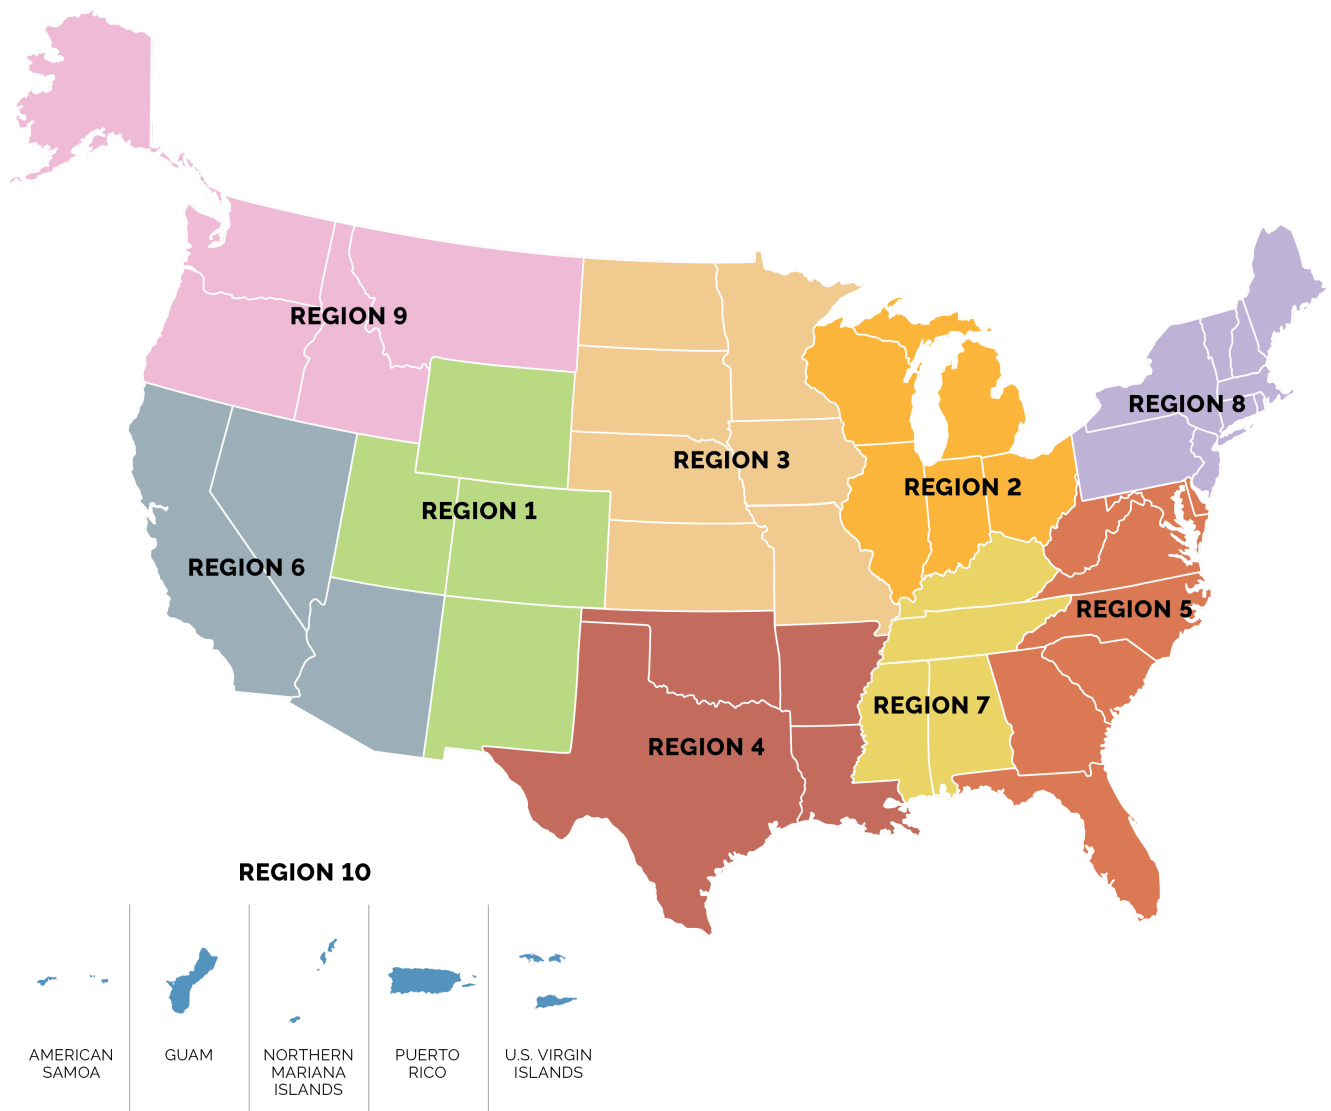 REGION 9
REGION 8
REGION 3
REGION 2
REGION 1
REGION 6
REGION 5
REGION 7
REGION 4
REGION 10
AMERICAN
SAMOA
GUAM
NORTHERN
MARIANA
ISLANDS
PUERTO
RICO
U.S. VIRGIN
ISLANDS